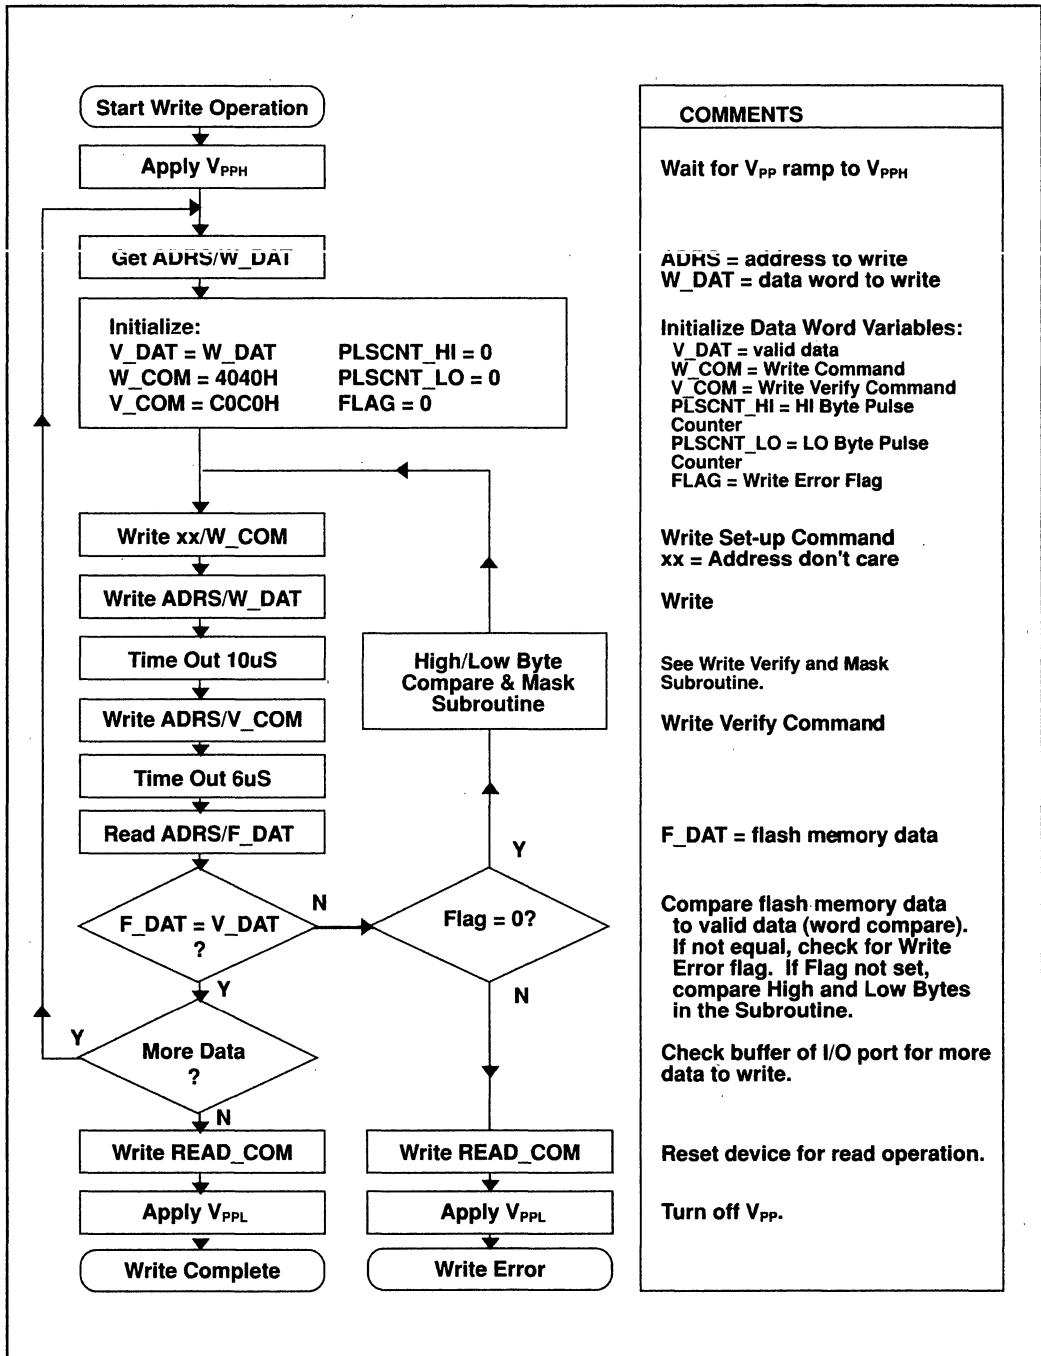 Start Write Operation
Apply VPPH
Get ADRS/W_DAT
Initialize:
V_DAT = W_DAT PLSCNT_HI = 0
W_COM = 4040H PLSCNT_LO = 0
V_COM = C0C0H FLAG = 0
Write xx/W_COM
Write ADRS/W_DAT
Time Out 10uS
Write ADRS/V_COM
Time Out 6uS
Read ADRS/F_DAT
F_DAT = V_DAT
?
N
Y
More Data
?
Y
N
Write READ_COM
Apply VPPL
Write Complete
High/Low Byte
Compare & Mask
Subroutine
Y
Flag = 0?
N
Write READ_COM
Apply VPPL
Write Error
COMMENTS
Wait for VPP ramp to VPPH
ADRS = address to write
W_DAT = data word to write
Initialize Data Word Variables:
V_DAT = valid data
W_COM = Write Command
V_COM = Write Verify Command
PLSCNT_HI = HI Byte Pulse
Counter
PLSCNT_LO = LO Byte Pulse
Counter
FLAG = Write Error Flag
Write Set-up Command
xx = Address don't care
Write
See Write Verify and Mask
Subroutine.
Write Verify Command
F_DAT = flash memory data
Compare flash memory data
to valid data (word compare).
If not equal, check for Write
Error flag. If Flag not set,
compare High and Low Bytes
in the Subroutine.
Check buffer of I/O port for more
data to write.
Reset device for read operation.
Turn off VPP.